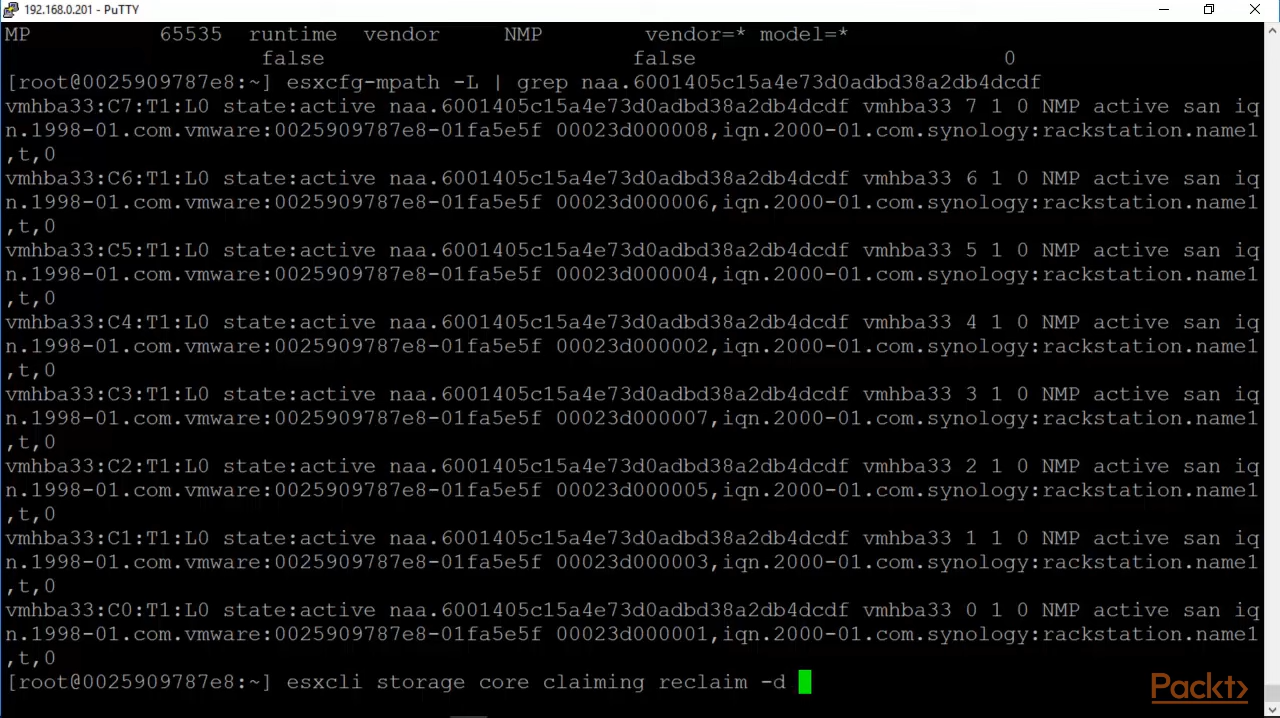 192.168.0.201 - PuTTY
MP 65535 runtime vendor NMP vendor=* model=*
false false 0
[root@0025909787e8:~] esxcfg-mpath -L | grep naa.6001405c15a4e73d0adbd38a2db4dcdf
vmhba33:C7:T1:L0 state:active naa.6001405c15a4e73d0adbd38a2db4dcdf vmhba33 7 1 0 NMP active san iq
n.1998-01.com.vmware:0025909787e8-01fa5e5f 00023d000008,iqn.2000-01.com.synology:rackstation.name1
,t,0
vmhba33:C6:T1:L0 state:active naa.6001405c15a4e73d0adbd38a2db4dcdf vmhba33 6 1 0 NMP active san iq
n.1998-01.com.vmware:0025909787e8-01fa5e5f 00023d000006,iqn.2000-01.com.synology:rackstation.name1
,t,0
vmhba33:C5:T1:L0 state:active naa.6001405c15a4e73d0adbd38a2db4dcdf vmhba33 5 1 0 NMP active san iq
n.1998-01.com.vmware:0025909787e8-01fa5e5f 00023d000004,iqn.2000-01.com.synology:rackstation.name1
,t,0
vmhba33:C4:T1:L0 state:active naa.6001405c15a4e73d0adbd38a2db4dcdf vmhba33 4 1 0 NMP active san iq
n.1998-01.com.vmware:0025909787e8-01fa5e5f 00023d000002,iqn.2000-01.com.synology:rackstation.name1
,t,0
vmhba33:C3:T1:L0 state:active naa.6001405c15a4e73d0adbd38a2db4dcdf vmhba33 3 1 0 NMP active san iq
n.1998-01.com.vmware:0025909787e8-01fa5e5f 00023d000007,iqn.2000-01.com.synology:rackstation.name1
,t,0
vmhba33:C2:T1:L0 state:active naa.6001405c15a4e73d0adbd38a2db4dcdf vmhba33 2 1 0 NMP active san iq
n.1998-01.com.vmware:0025909787e8-01fa5e5f 00023d000005,iqn.2000-01.com.synology:rackstation.name1
,t,0
vmhba33:C1:T1:L0 state:active naa.6001405c15a4e73d0adbd38a2db4dcdf vmhba33 1 1 0 NMP active san iq
n.1998-01.com.vmware:0025909787e8-01fa5e5f 00023d000003,iqn.2000-01.com.synology:rackstation.name1
,t,0
vmhba33:C0:T1:L0 state:active naa.6001405c15a4e73d0adbd38a2db4dcdf vmhba33 0 1 0 NMP active san iq
n.1998-01.com.vmware:0025909787e8-01fa5e5f 00023d000001,iqn.2000-01.com.synology:rackstation.name1
,t,0
[root@0025909787e8:~] esxcli storage core claiming reclaim -d
Packt>